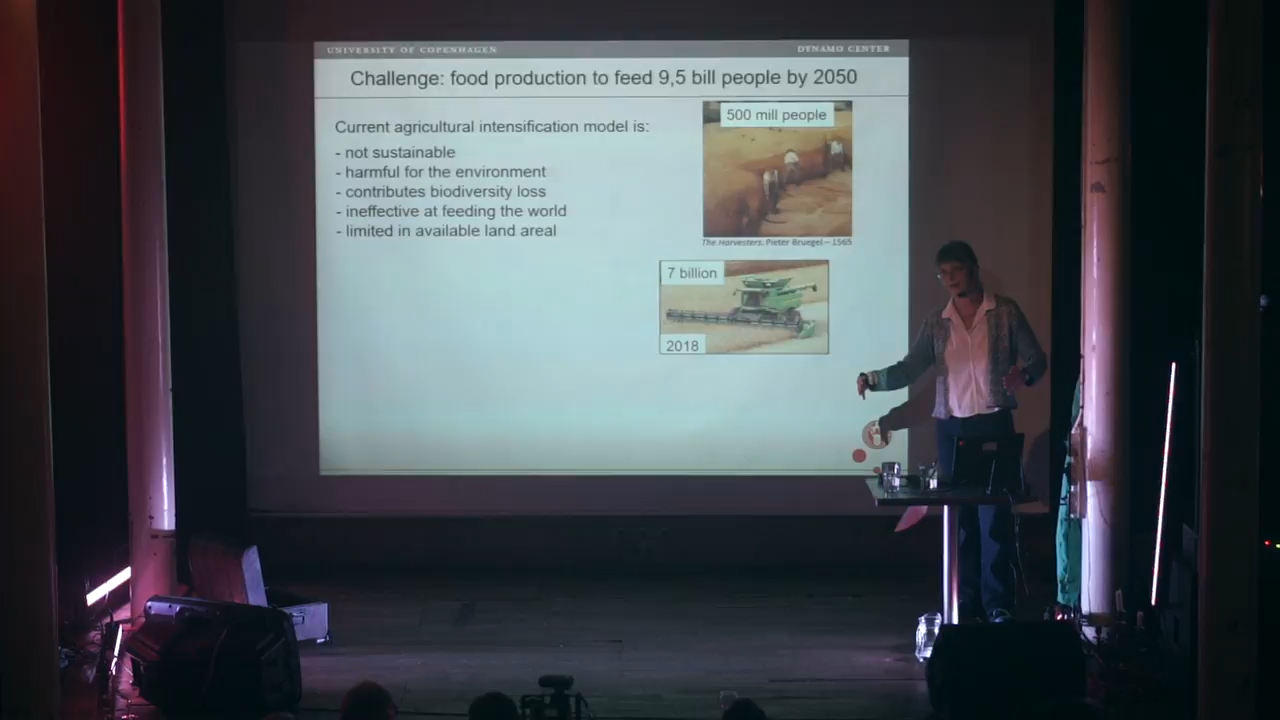 UNIVERSITY OF COPENHAGEN
DYNAMO CENTER
Challenge: food production to feed 9,5 bill people by 2050
Current agricultural intensification model is:
- not sustainable
- harmful for the environment
- contributes biodiversity loss
- ineffective at feeding the world
- limited in available land areal
500 mill people
The Harvesters, Pieter Bruegel – 1565
7 billion
2018